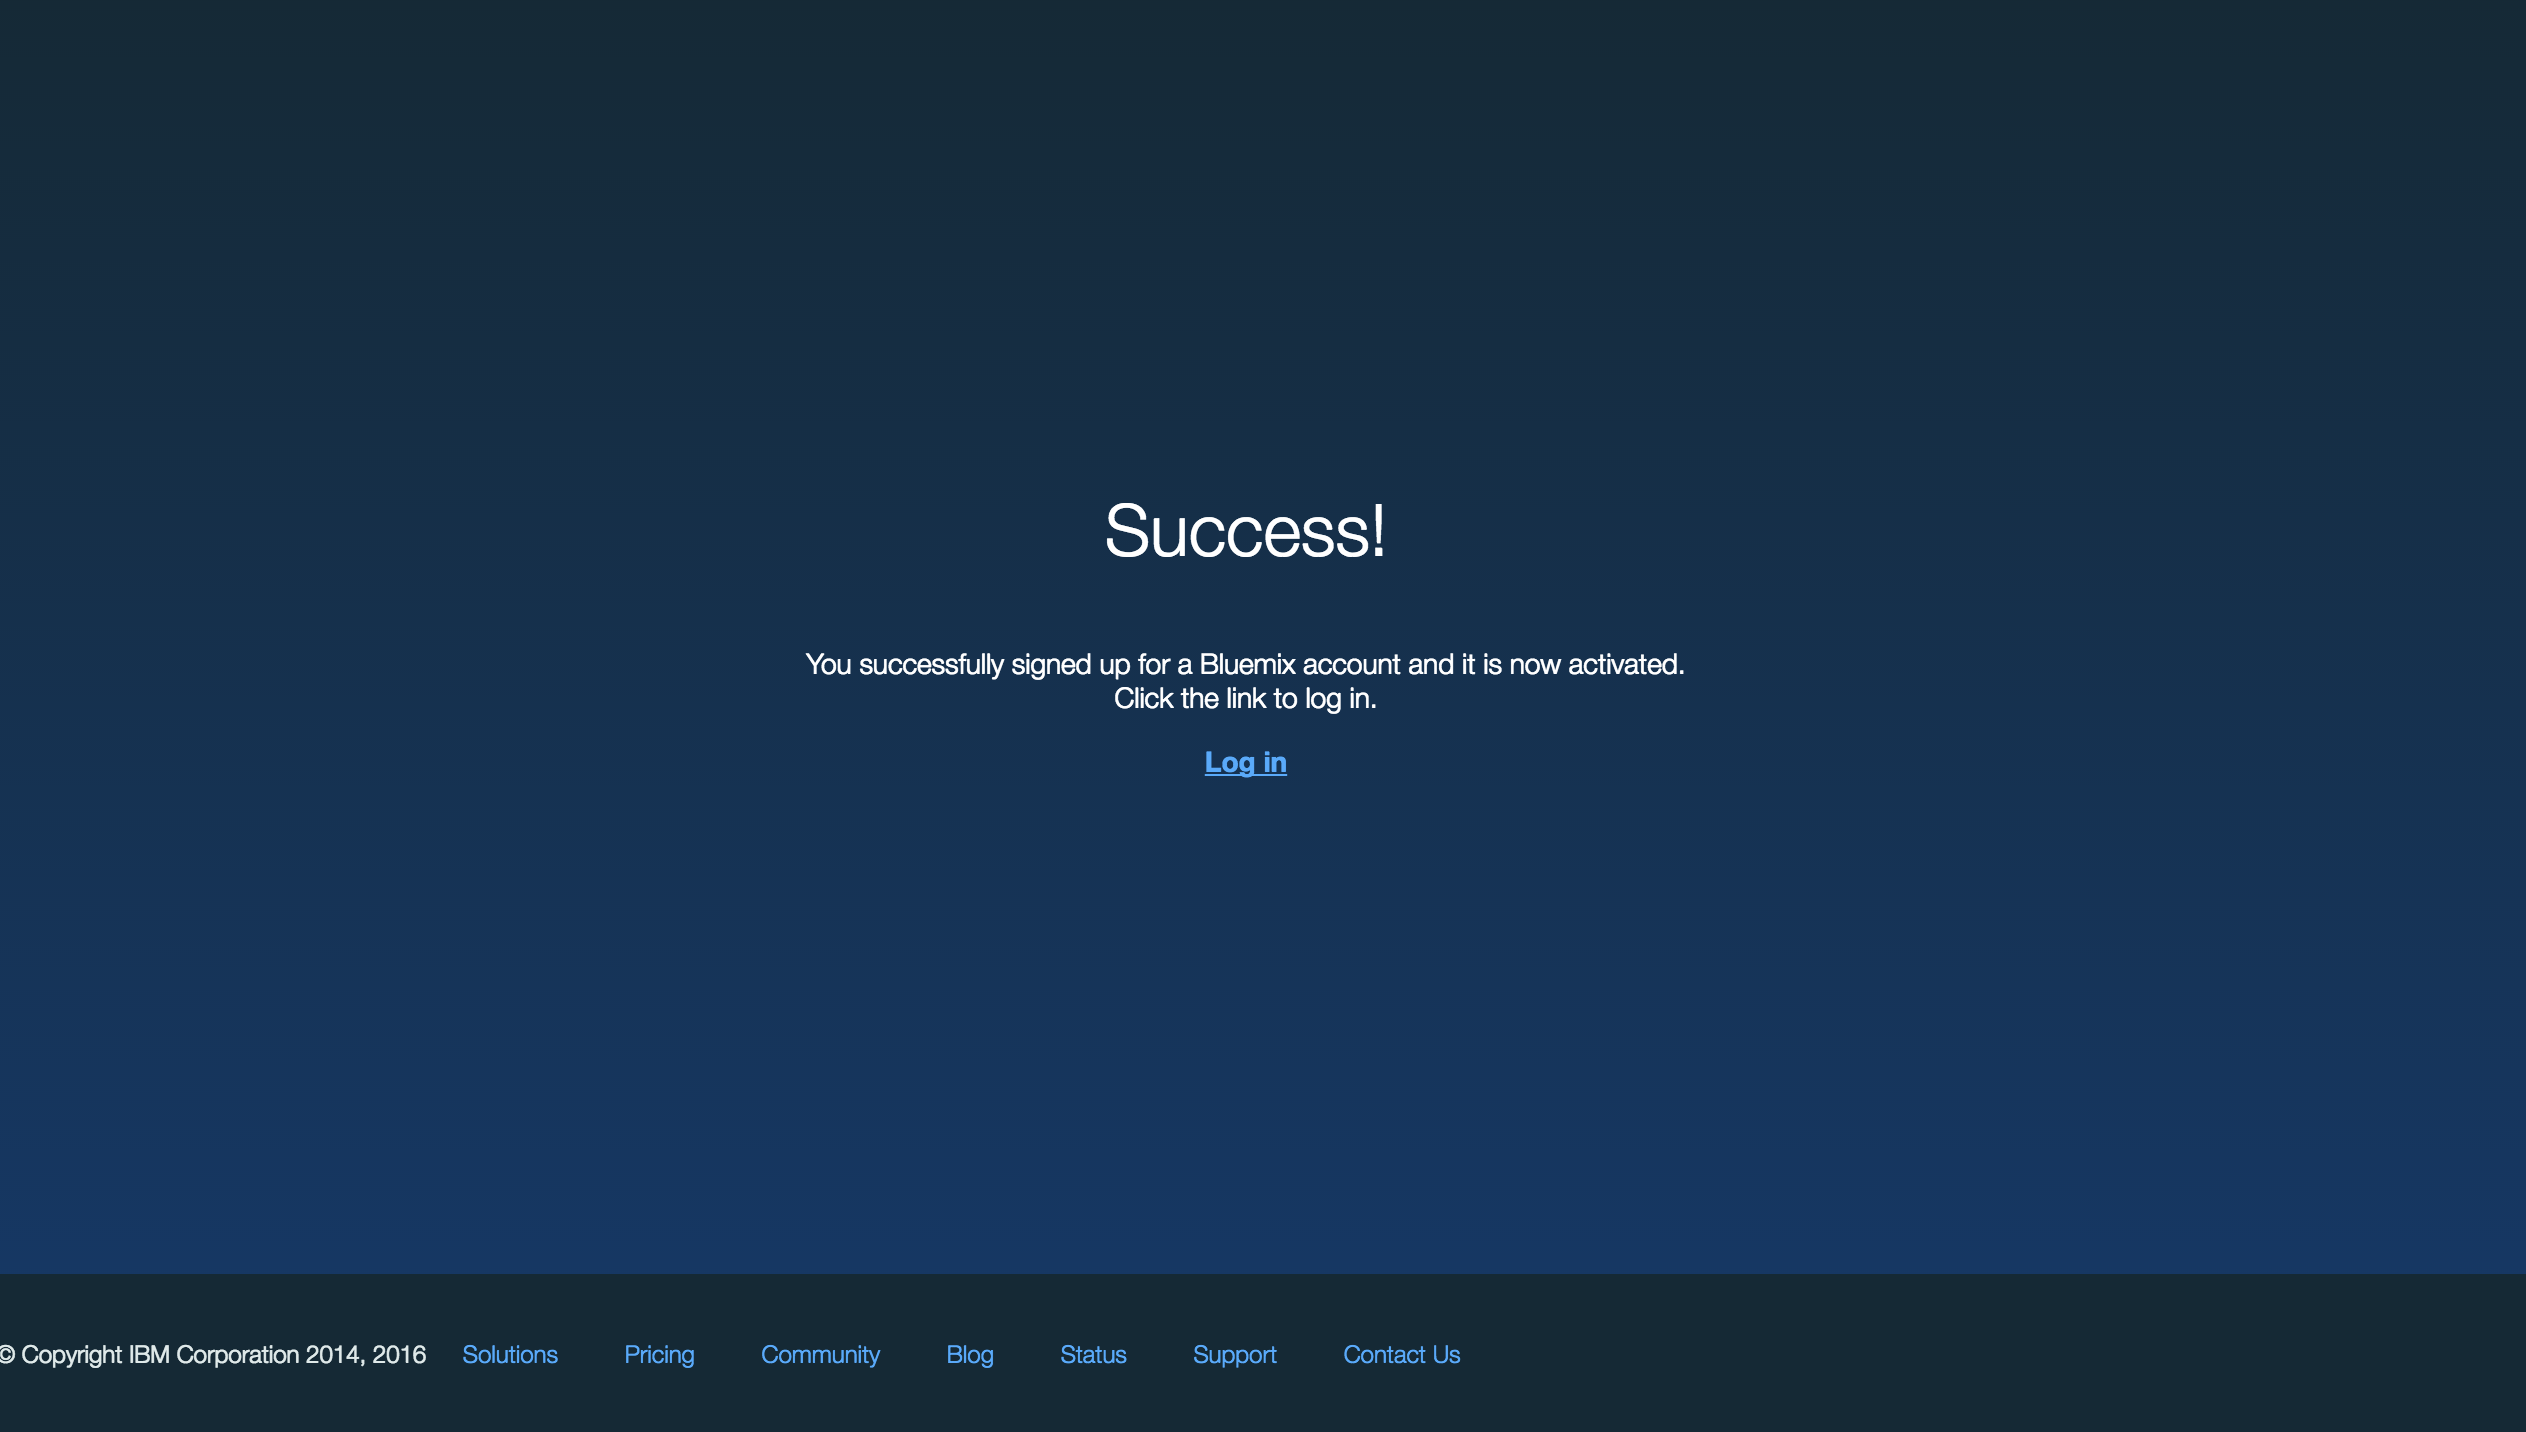 Success!
You successfully signed up for a Bluemix account and it is now activated.
Click the link to log in.
Log in
© Copyright IBM Corporation 2014, 2016 Solutions Pricing Community Blog Status Support Contact Us